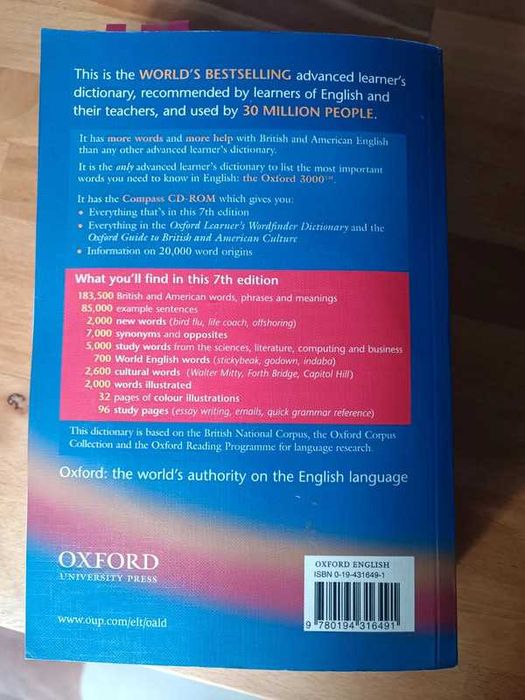 This is the WORLD'S BESTSELLING advanced learner's
dictionary, recommended by learners of English and
their teachers, and used by 30 MILLION PEOPLE.
It has more words and more help with British and American English
than any other advanced learner's dictionary.
It is the only advanced learner's dictionary to list the most important
words you need to know in English: the Oxford 3000™.
It has the Compass CD-ROM which gives you:
• Everything that's in this 7th edition
• Everything in the Oxford Learner's Wordfinder Dictionary and the
Oxford Guide to British and American Culture
• Information on 20,000 word origins
What you'll find in this 7th edition
183,500 British and American words, phrases and meanings
85,000 example sentences
2,000 new words (bird flu, life coach, offshoring)
7,000 synonyms and opposites
5,000 study words from the sciences, literature, computing and business
700 World English words (stickybeak, godown, indaba)
2,600 cultural words (Walter Mitty, Forth Bridge, Capitol Hill)
2,000 words illustrated
32 pages of colour illustrations
96 study pages (essay writing, emails, quick grammar reference)
This dictionary is based on the British National Corpus, the Oxford Corpus
Collection and the Oxford Reading Programme for language research.
Oxford: the world's authority on the English language
OXFORD
UNIVERSITY PRESS
www.oup.com/elt/oald
OXFORD ENGLISH
ISBN 0-19-431649-1
9 780194 316491